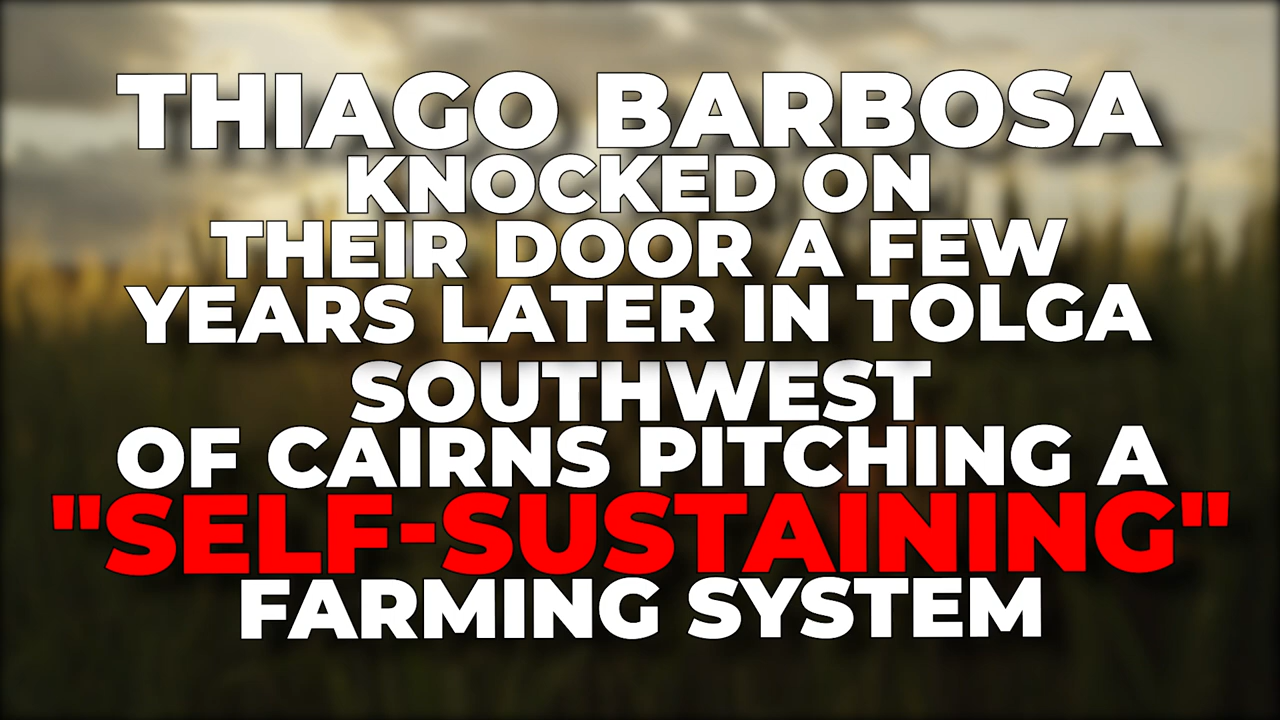 THIAGO BARBOSA
KNOCKED ON
THEIR DOOR A FEW
YEARS LATER IN TOLGA
SOUTHWEST
OF CAIRNS PITCHING A
"SELF-SUSTAINING"
FARMING SYSTEM